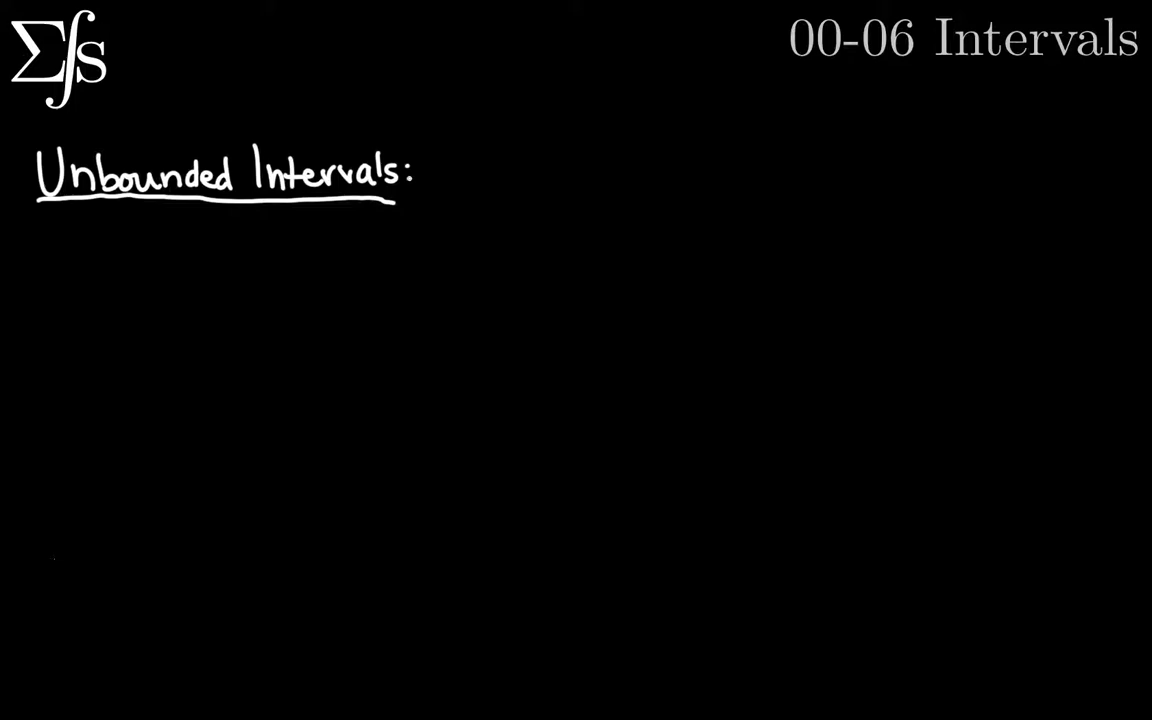 ∑∫s
00-06 Intervals
Unbounded Intervals: